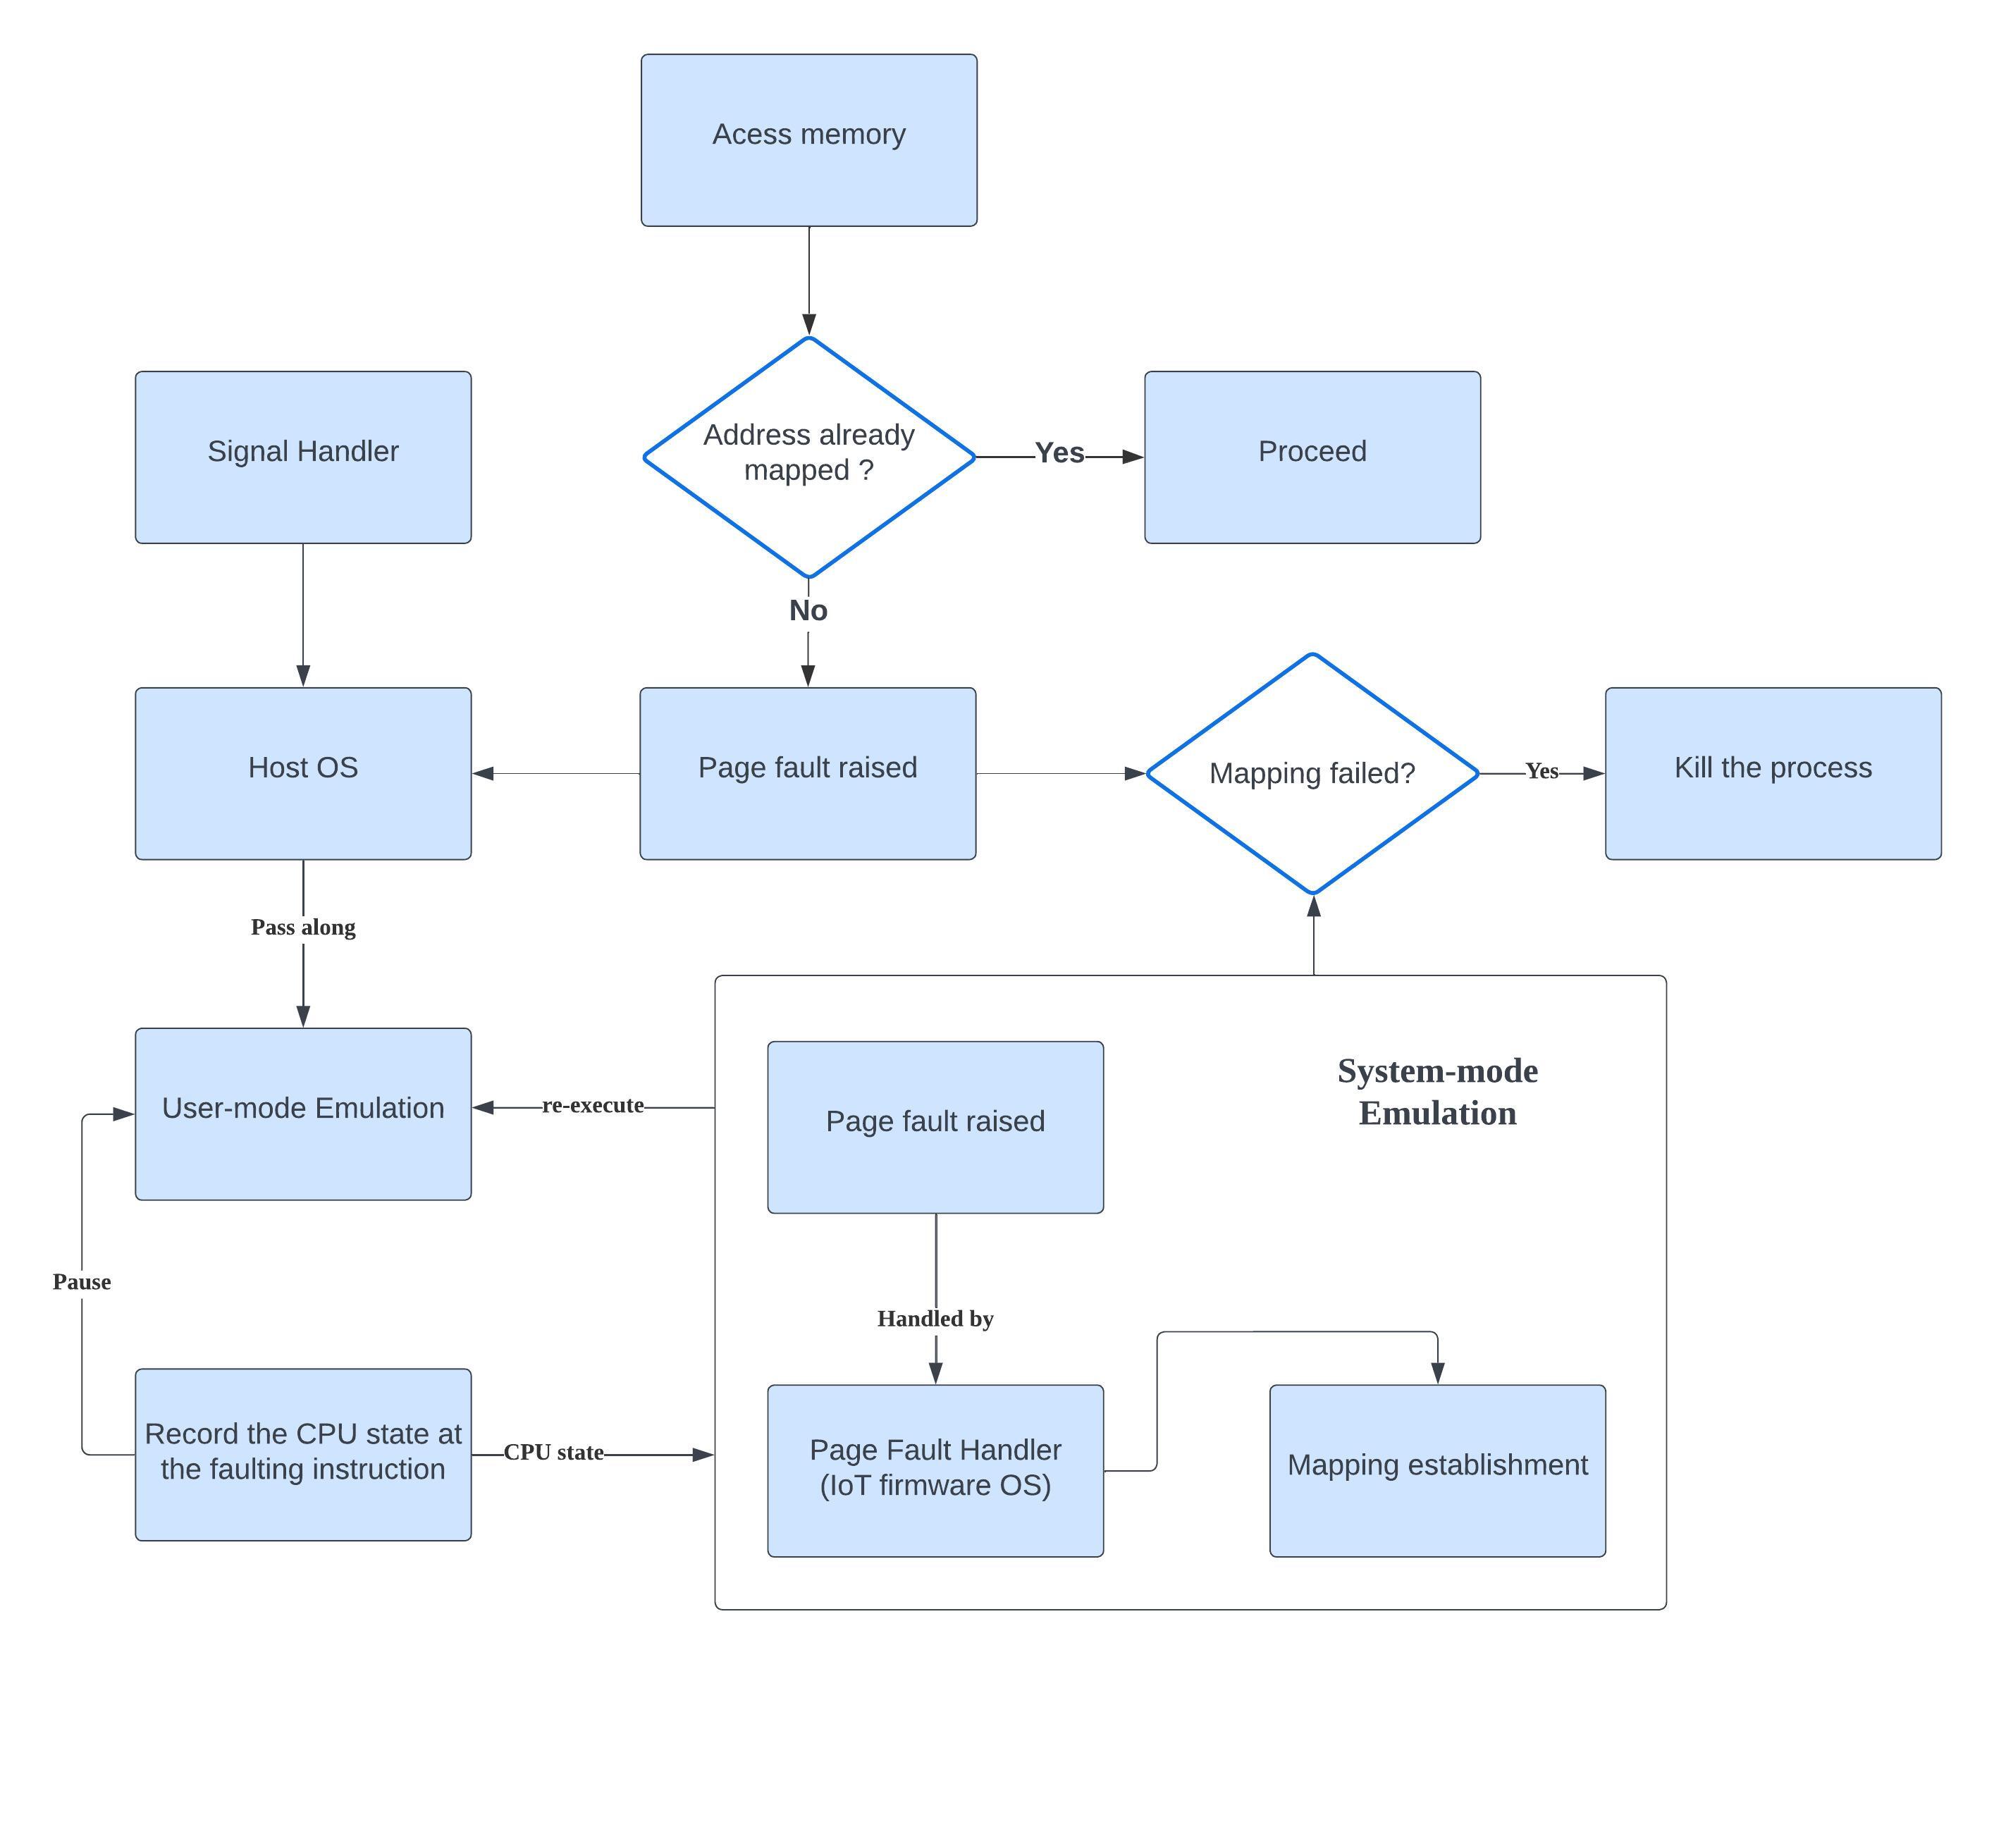 Acess memory
Address already
mapped ?
Yes
Proceed
Signal Handler
No
Host OS
Page fault raised
Mapping failed?
Yes
Kill the process
Pass along
User-mode Emulation
re-execute
Page fault raised
System-mode
Emulation
Pause
Handled by
Record the CPU state at
the faulting instruction
CPU state
Page Fault Handler
(IoT firmware OS)
Mapping establishment